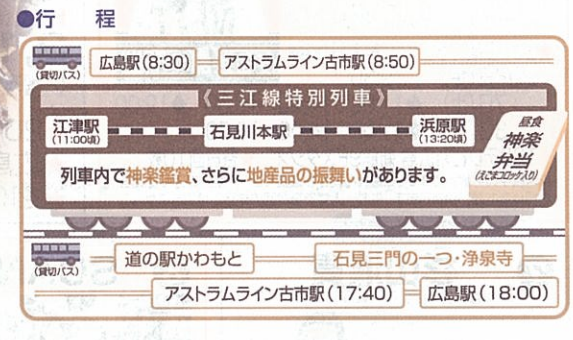 ●行 程
(貸切バス) 広島駅(8:30) アストラムライン古市駅(8:50)
《三江線特別列車》
江津駅 石見川本駅 浜原駅
(11:00頃) (13:20頃)
昼食
神楽
弁当
(えごまコロッケ入り)
列車内で神楽鑑賞、さらに地産品の振舞いがあります。
(貸切バス) 道の駅かわもと 石見三門の一つ・浄泉寺
アストラムライン古市駅(17:40) 広島駅(18:00)